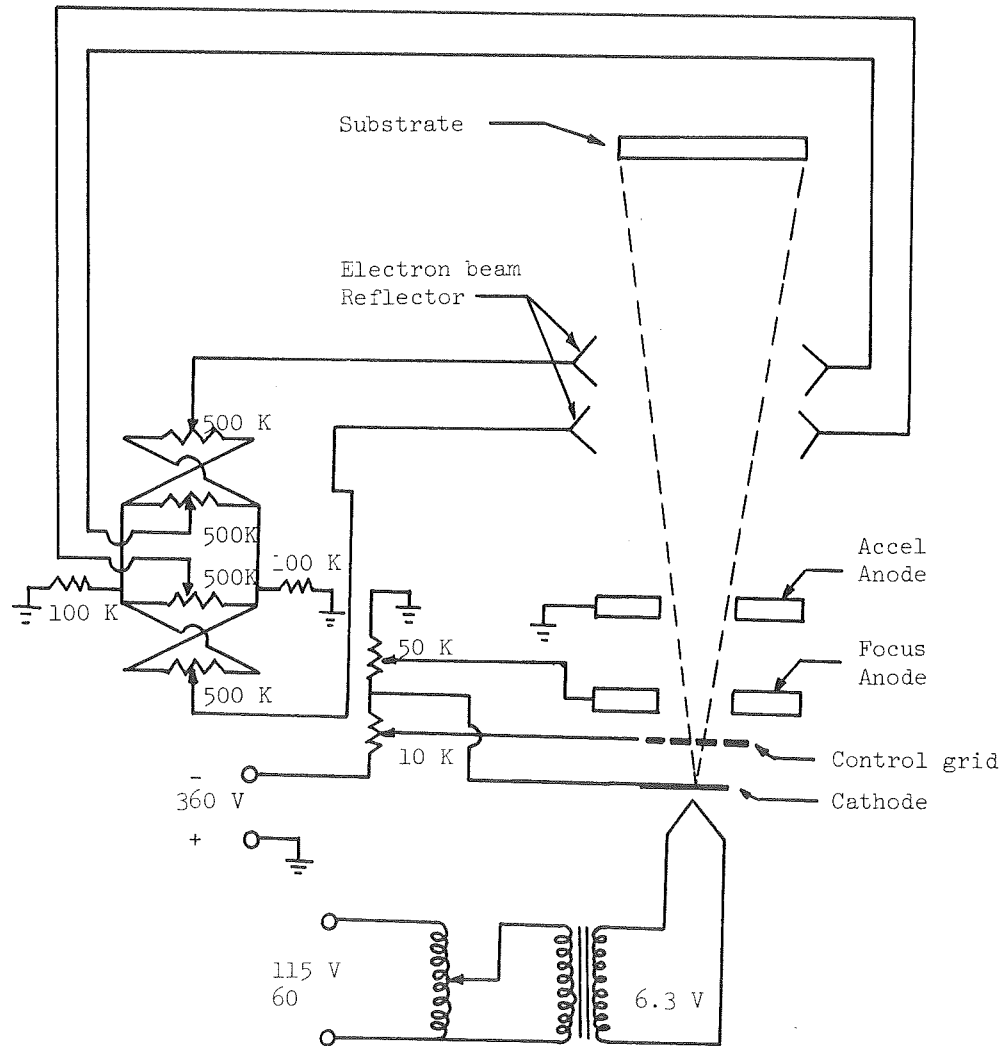 Substrate
Electron beam
Reflector
500 K
500K
500K
100 K
00 K
500 K
50 K
10 K
Accel
Anode
Focus
Anode
Control grid
Cathode
-
360 V
+
115 V
60
6.3 V